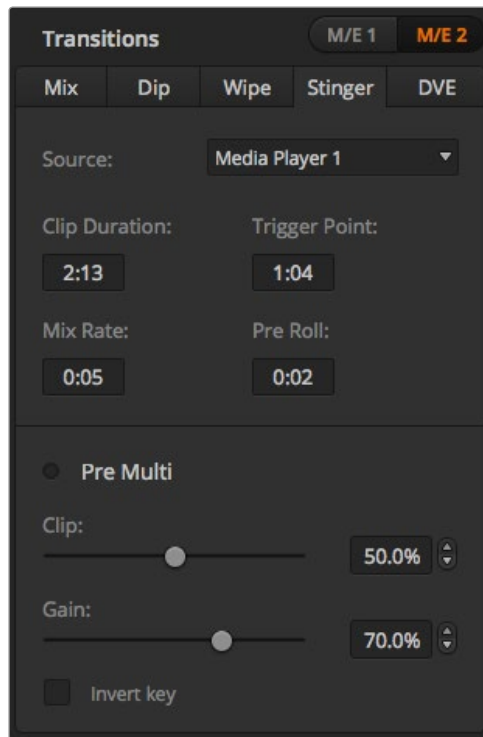 Transitions M/E 1 M/E 2
Mix Dip Wipe Stinger DVE
Source: Media Player 1
Clip Duration: Trigger Point:
2:13 1:04
Mix Rate: Pre Roll:
0:05 0:02
Pre Multi
Clip:
50.0%
Gain:
70.0%
Invert key